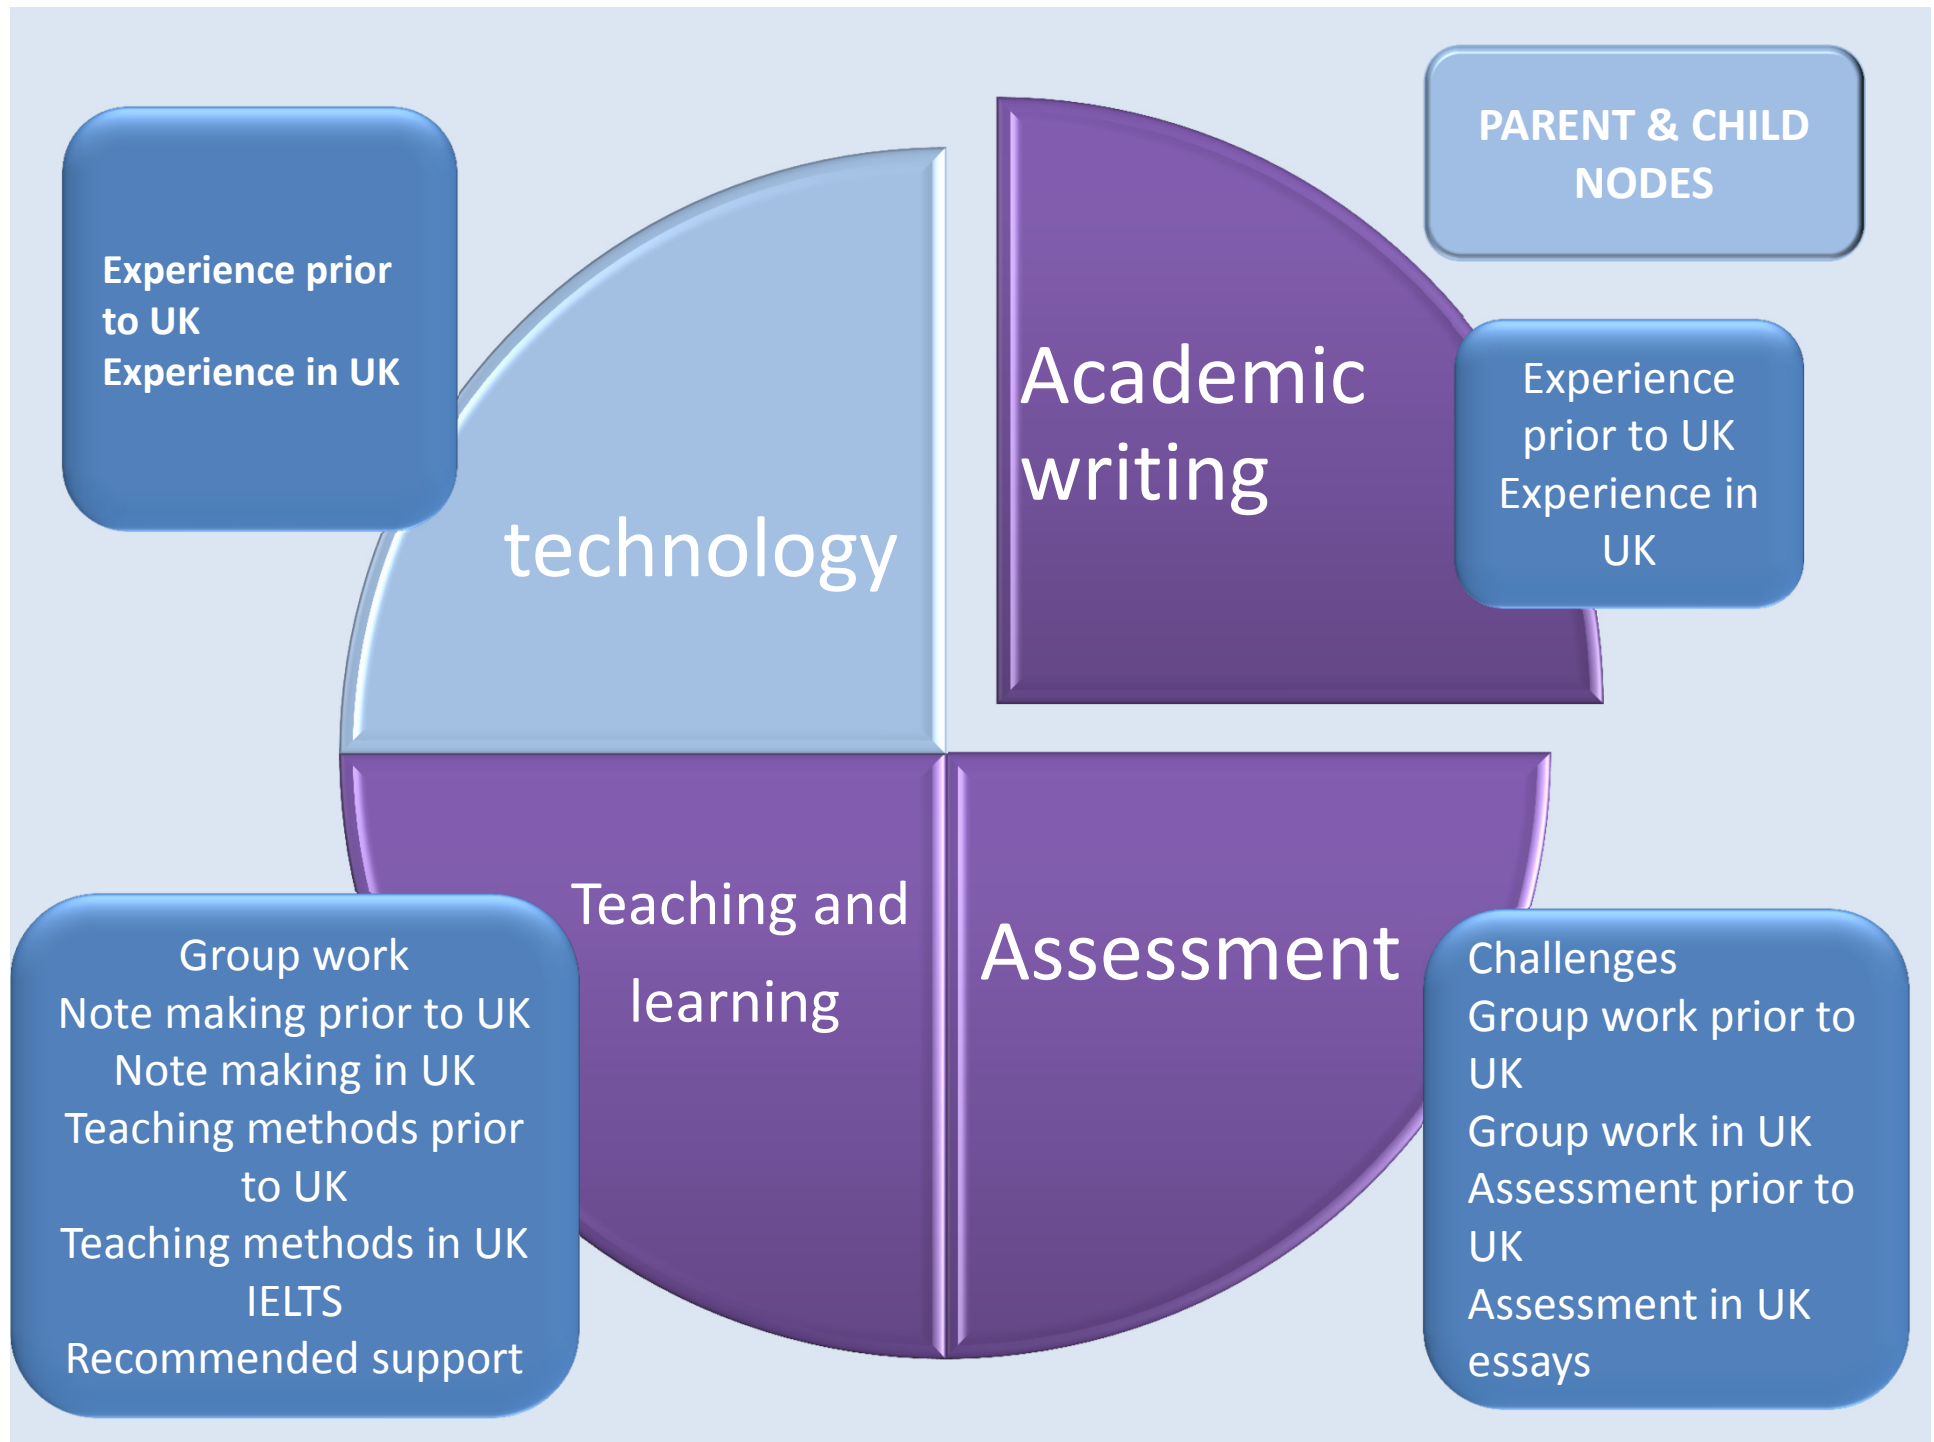 PARENT & CHILD
NODES
Experience prior
to UK
Experience in UK
technology
Academic
writing
Experience
prior to UK
Experience in
UK
Teaching and
learning
Assessment
Group work
Note making prior to UK
Note making in UK
Teaching methods prior
to UK
Teaching methods in UK
IELTS
Recommended support
Challenges
Group work prior to
UK
Group work in UK
Assessment prior to
UK
Assessment in UK
essays